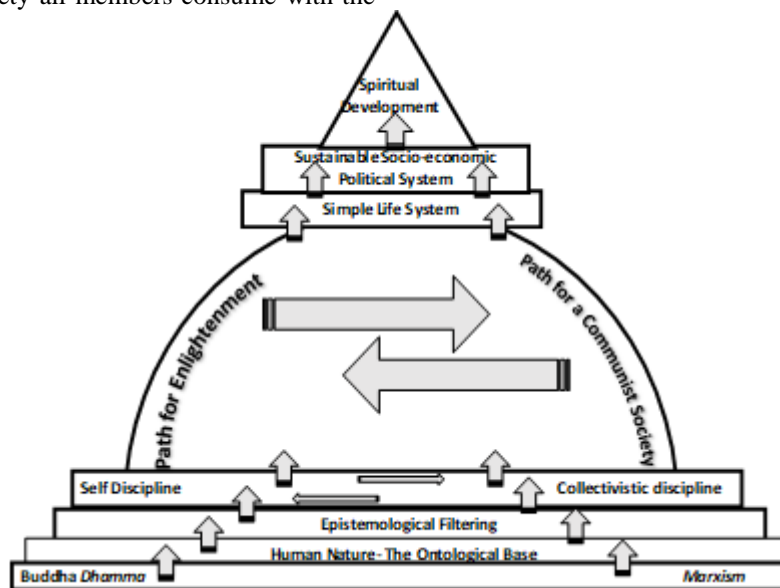 ety all members consume with the
Spiritual
Development
Sustainable Socio-economic
Political System
Simple Life System
Path for Enlightenment
Path for a Communist Society
Self Discipline
Collectivistic discipline
Epistemological Filtering
Human Nature- The Ontological Base
Buddha Dhamma
Marxism